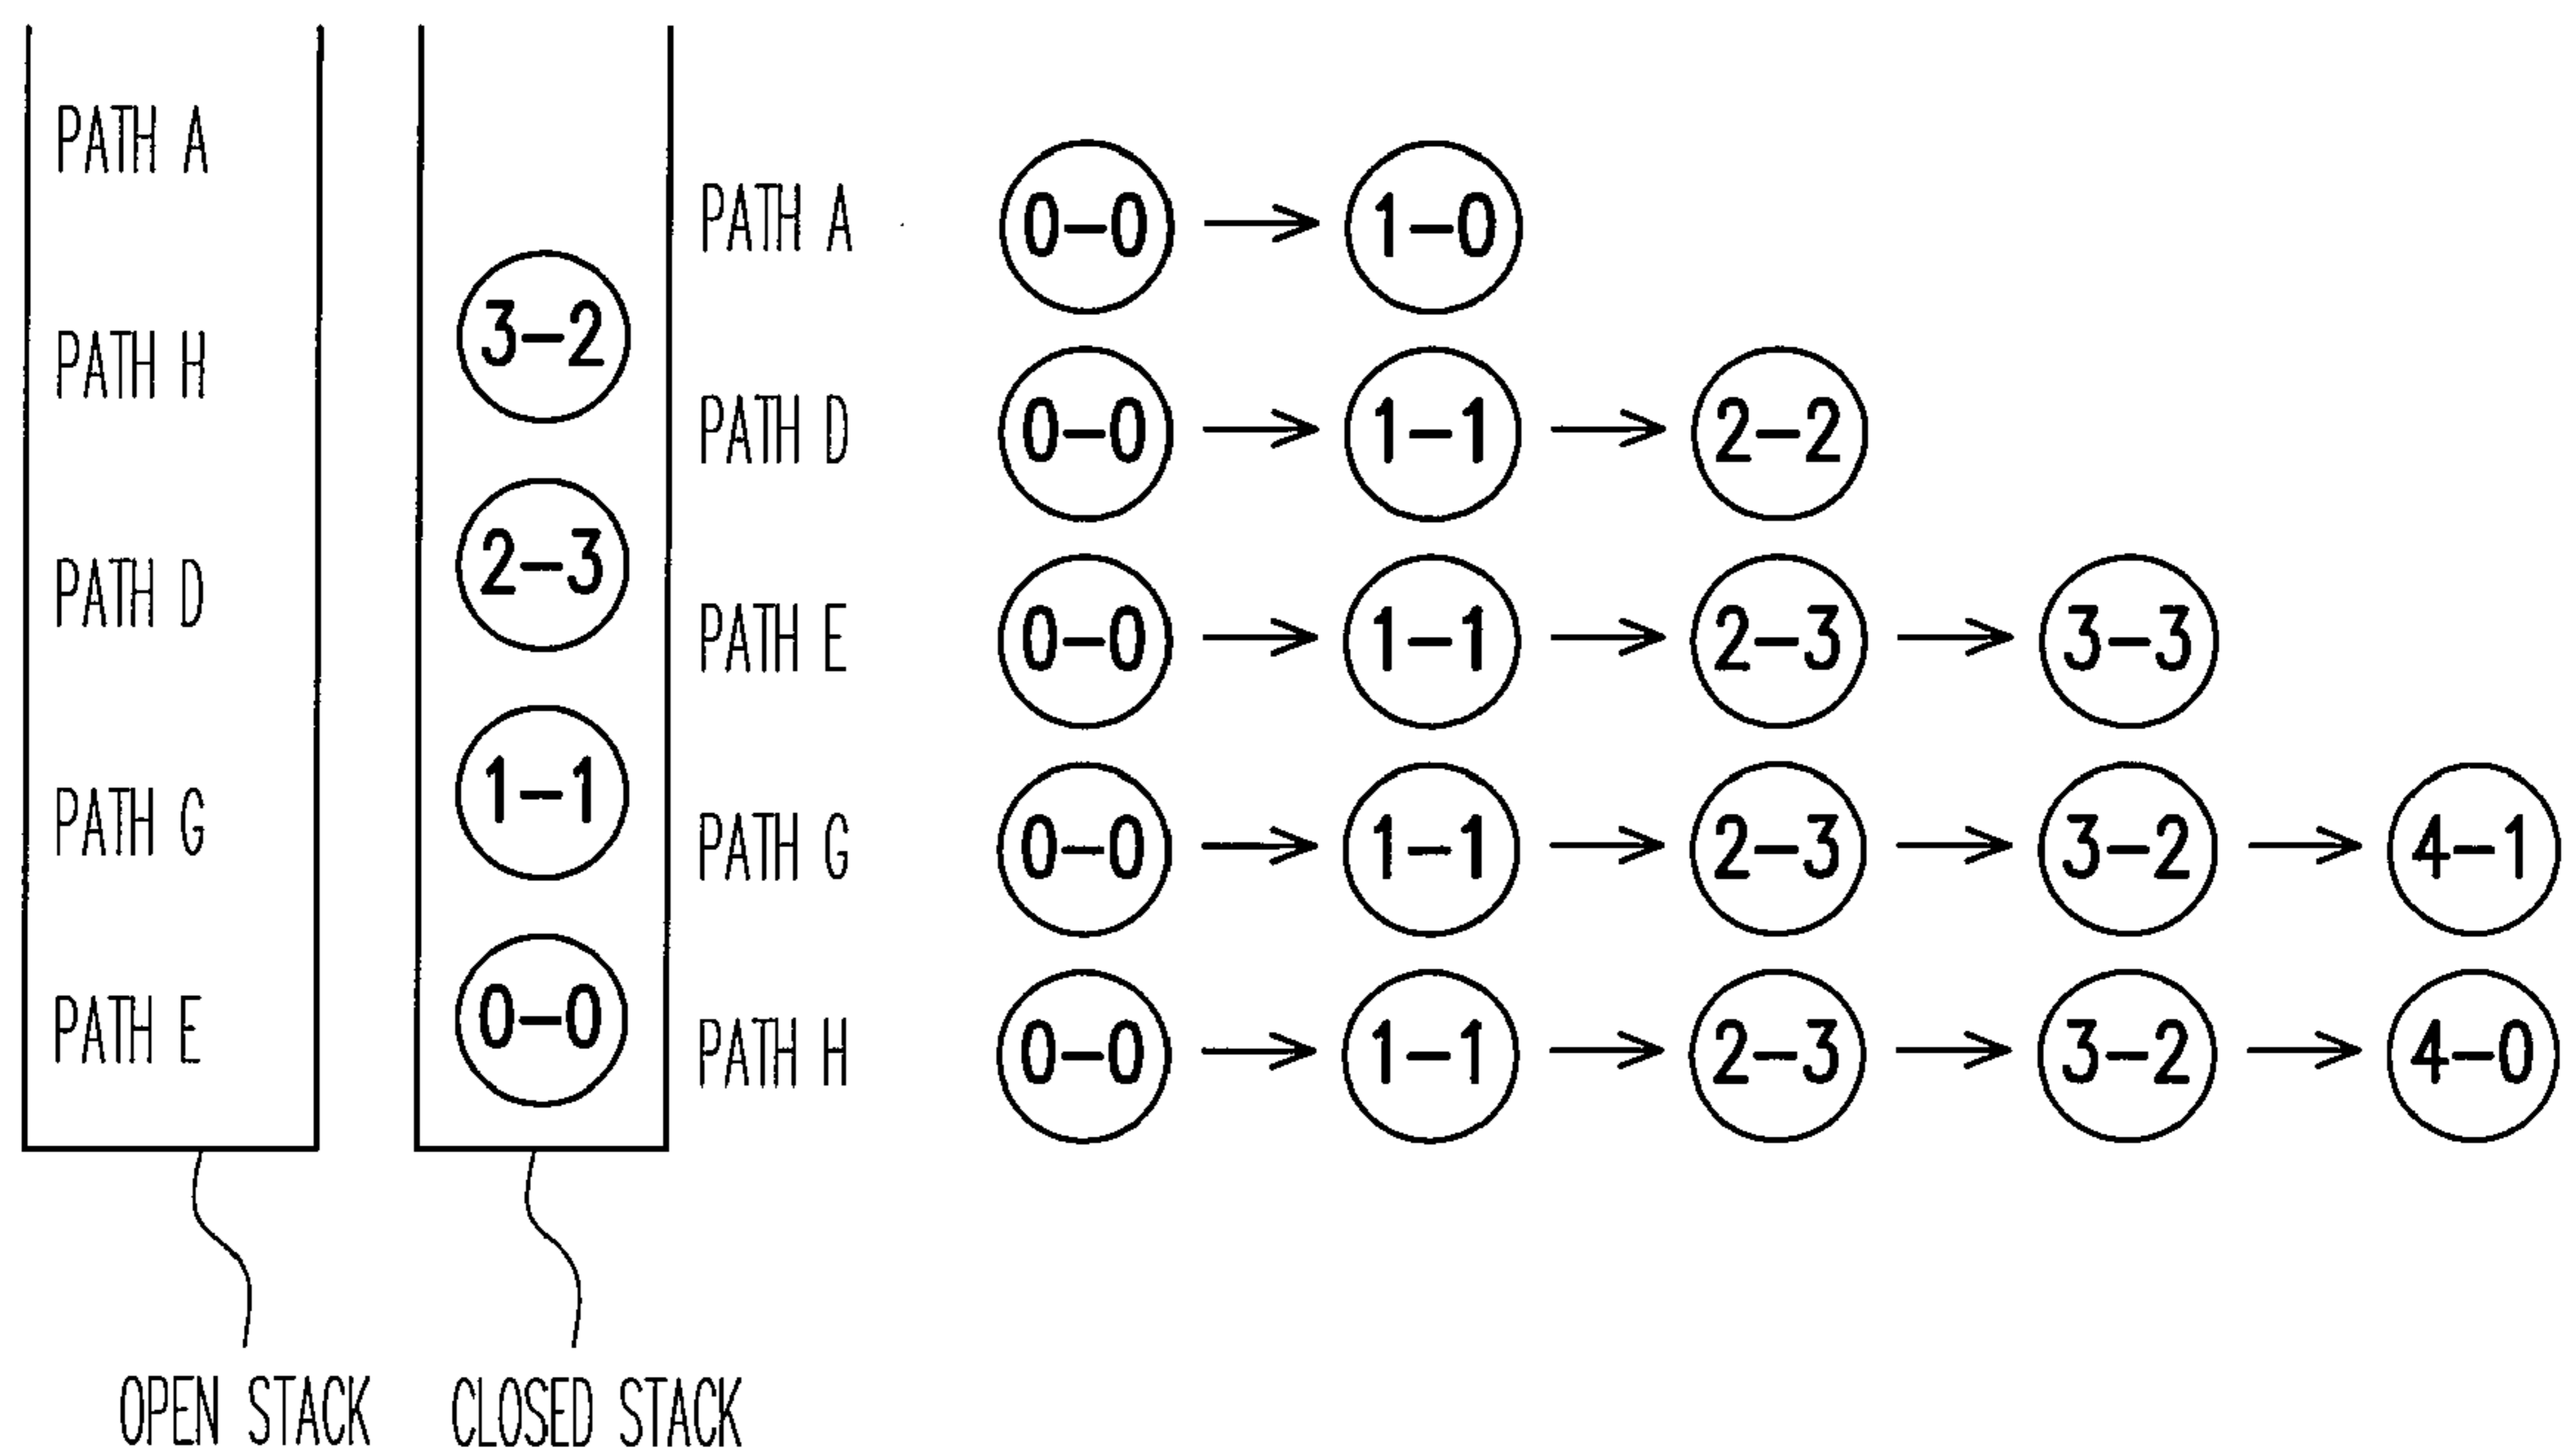 PATH A
PATH H
PATH D
PATH G
PATH E
OPEN STACK
3-2
2-3
1-1
0-0
CLOSED STACK
PATH A 0-0 1-0
PATH D 0-0 1-1 2-2
PATH E 0-0 1-1 2-3 3-3
PATH G 0-0 1-1 2-3 3-2 4-1
PATH H 0-0 1-1 2-3 3-2 4-0